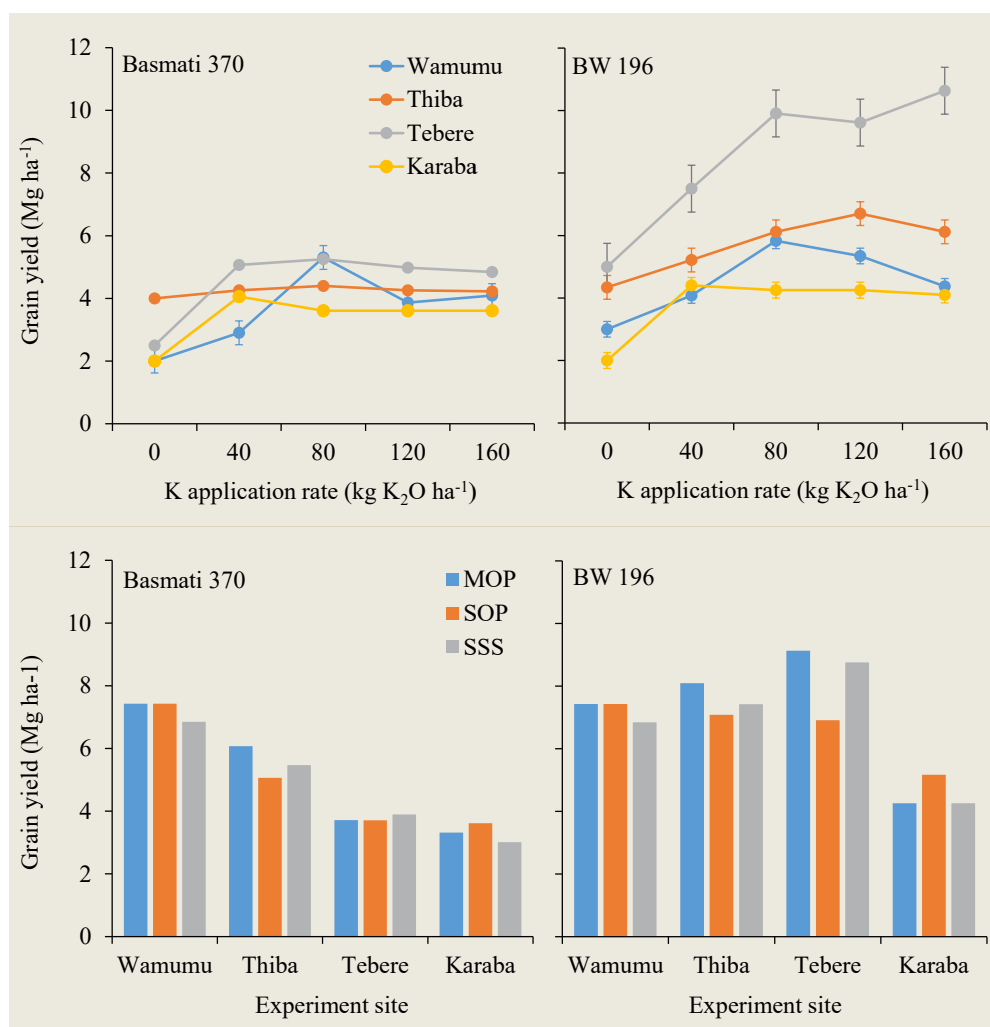 12
10
8
6
4
2
0
Grain yield (Mg ha⁻¹)
Basmati 370
Wamumu
Thiba
Tebere
Karaba
0 40 80 120 160
K application rate (kg K₂O ha⁻¹)
BW 196
0 40 80 120 160
K application rate (kg K₂O ha⁻¹)
12
10
8
6
4
2
0
Grain yield (Mg ha-1)
Basmati 370
MOP
SOP
SSS
Wamumu Thiba Tebere Karaba
Experiment site
BW 196
Wamumu Thiba Tebere Karaba
Experiment site